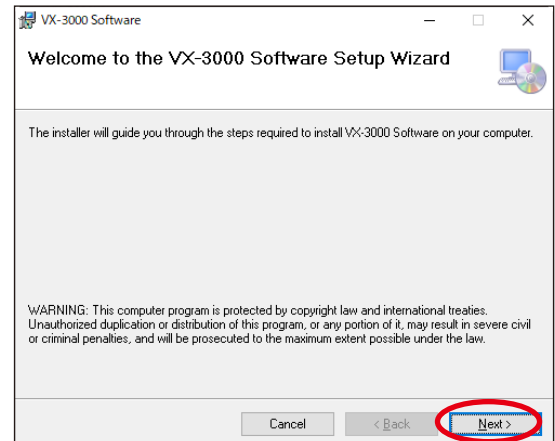 VX-3000 Software
Welcome to the VX-3000 Software Setup Wizard
The installer will guide you through the steps required to install VX-3000 Software on your computer.
WARNING: This computer program is protected by copyright law and international treaties.
Unauthorized duplication or distribution of this program, or any portion of it, may result in severe civil
or criminal penalties, and will be prosecuted to the maximum extent possible under the law.
Cancel < Back Next >